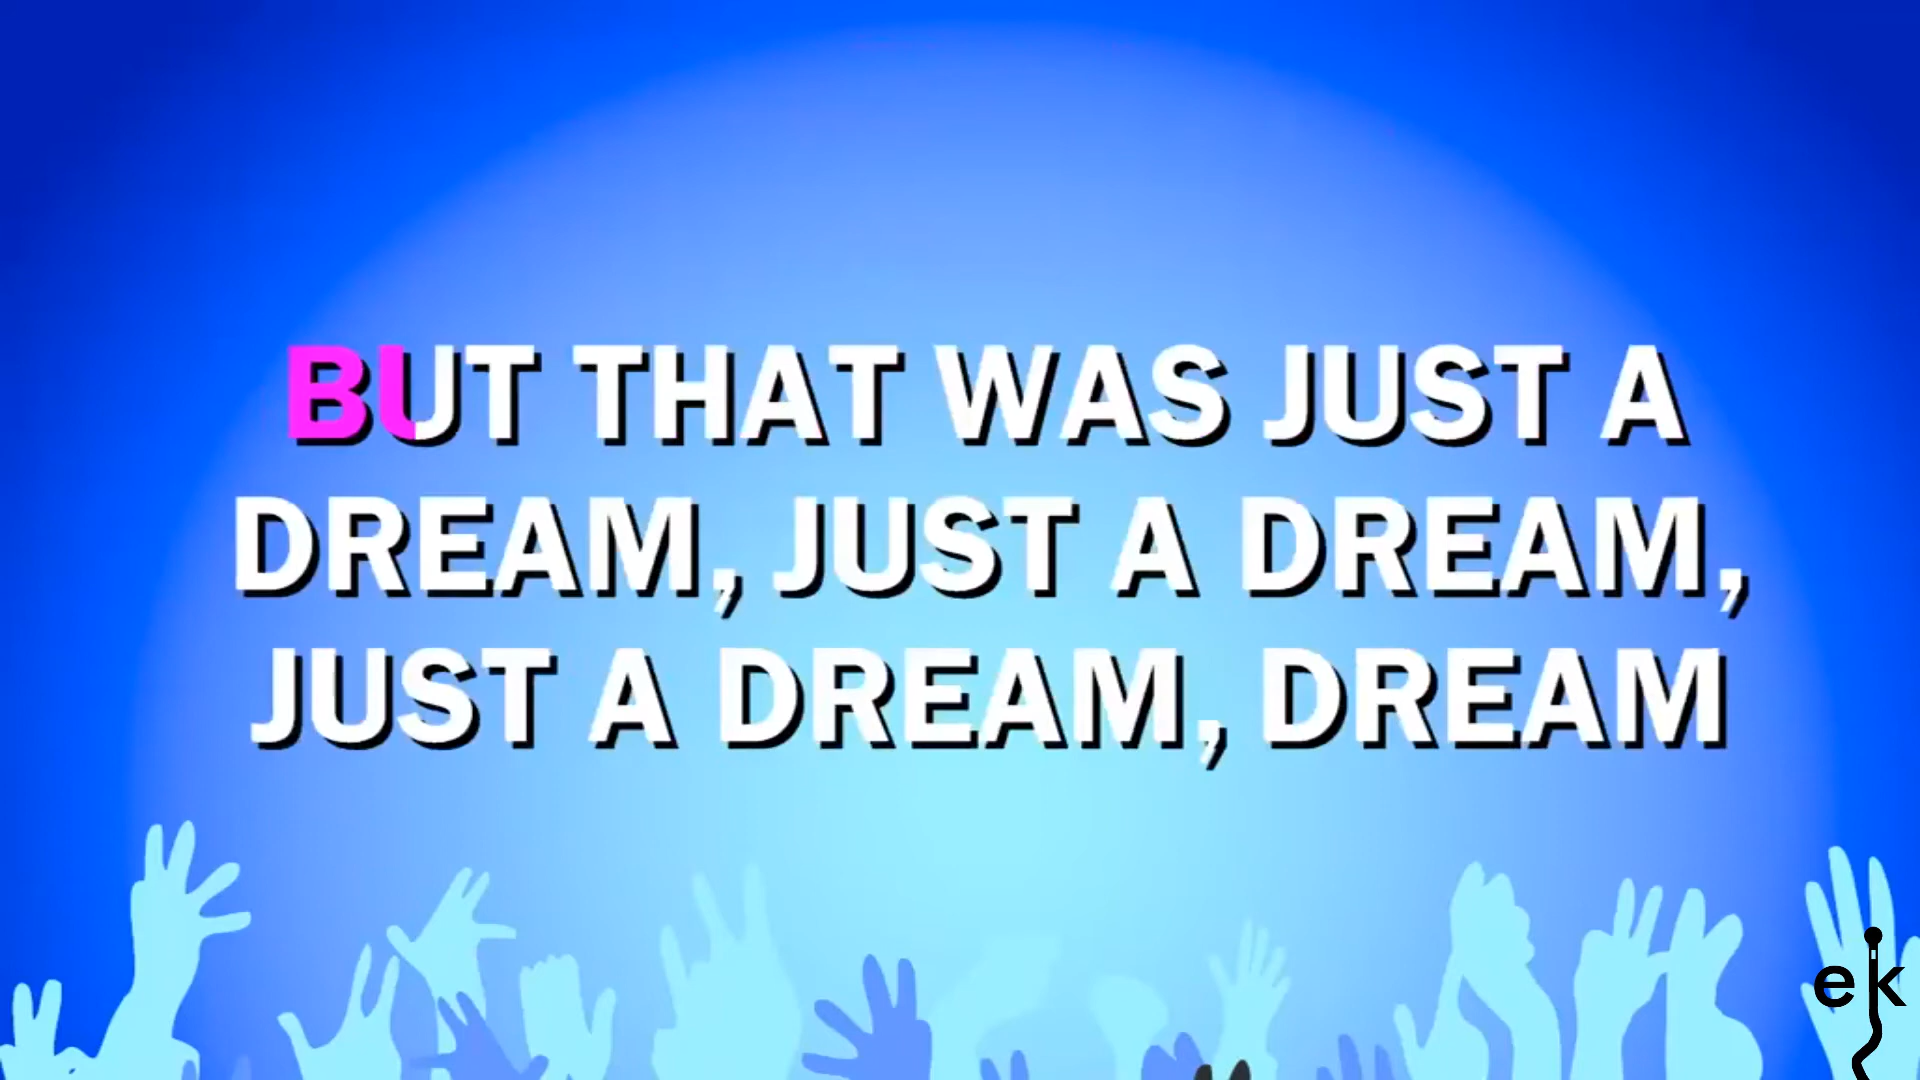 BUT THAT WAS JUST A
DREAM, JUST A DREAM,
JUST A DREAM, DREAM
ek